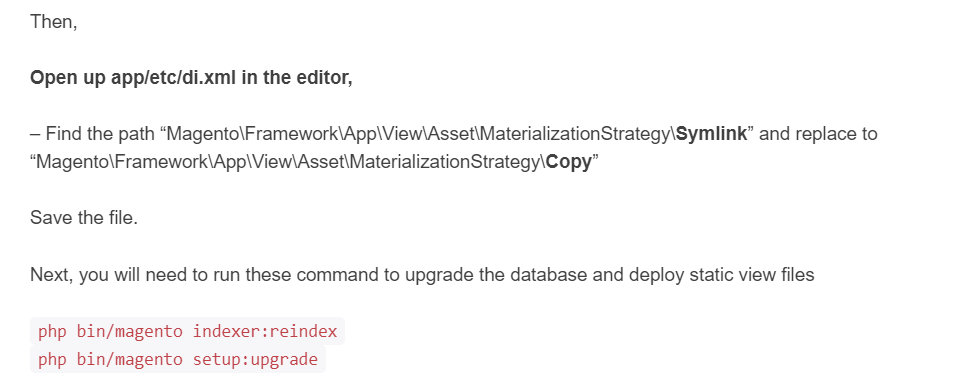 Then,
Open up app/etc/di.xml in the editor,
– Find the path “Magento\Framework\App\View\Asset\MaterializationStrategy\Symlink” and replace to
“Magento\Framework\App\View\Asset\MaterializationStrategy\Copy”
Save the file.
Next, you will need to run these command to upgrade the database and deploy static view files
php bin/magento indexer:reindex
php bin/magento setup:upgrade